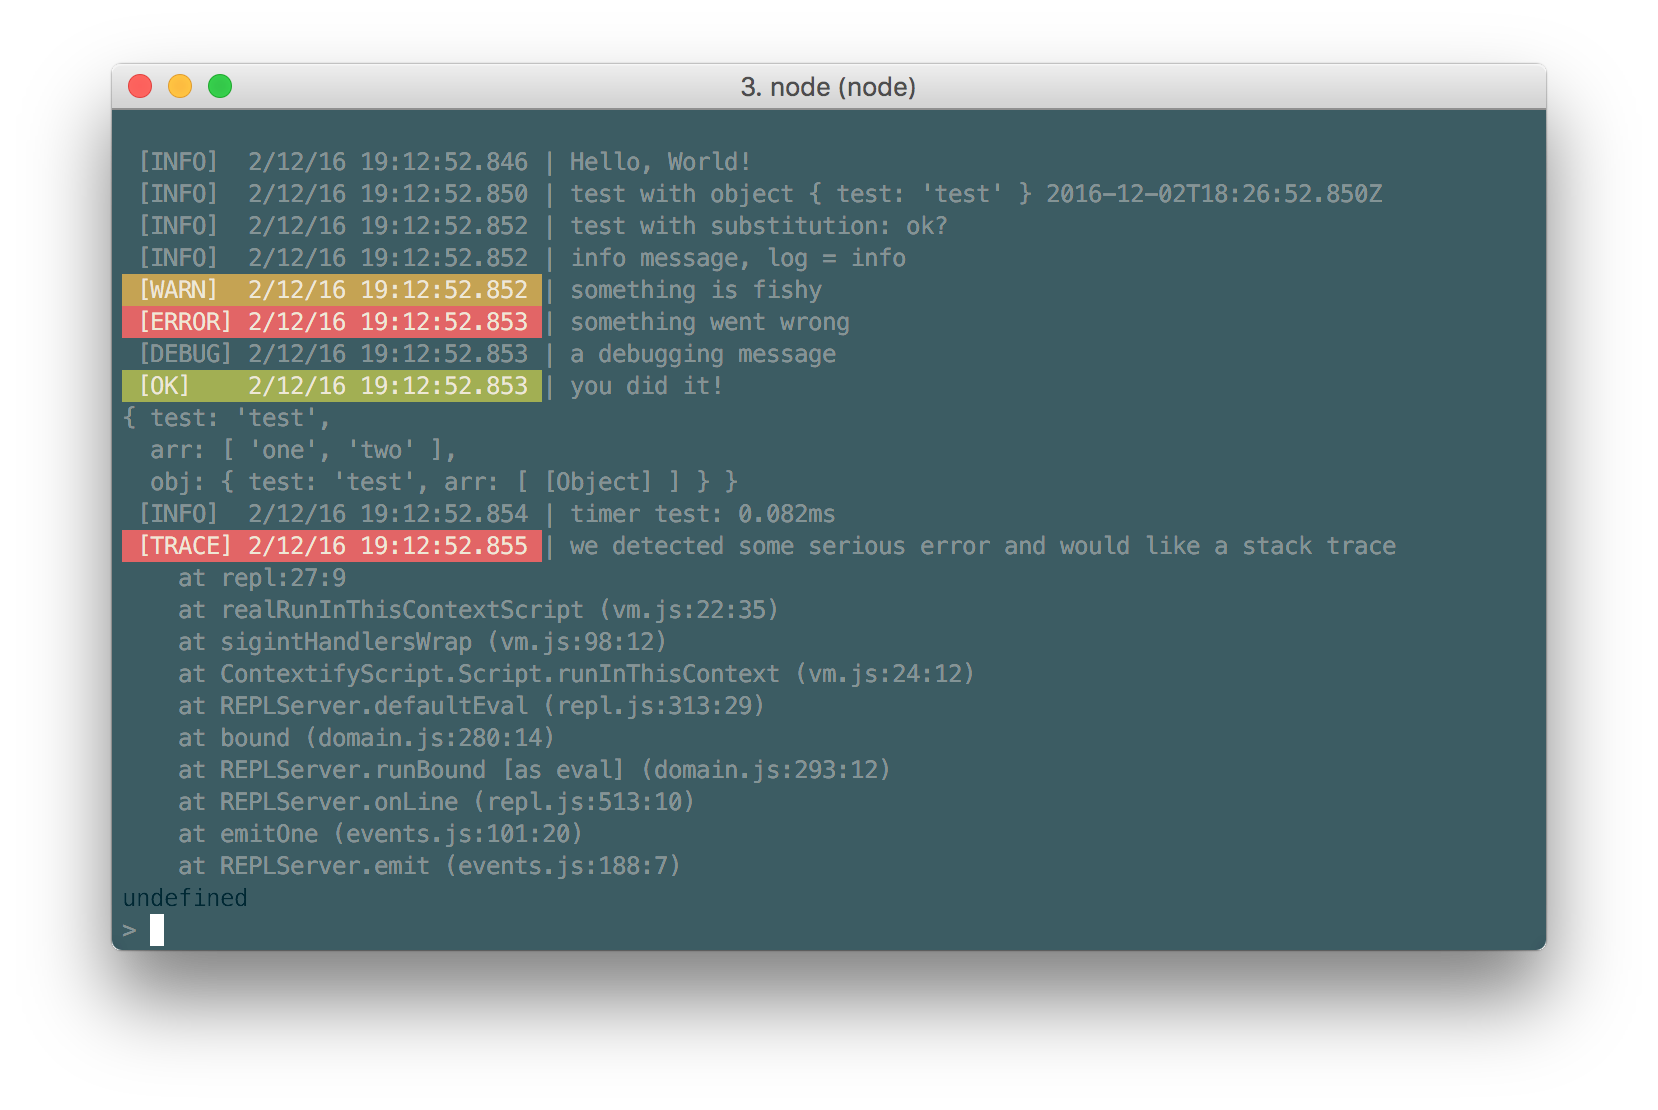 3. node (node)
[INFO]  2/12/16 19:12:52.846 | Hello, World!
[INFO]  2/12/16 19:12:52.850 | test with object { test: 'test' } 2016-12-02T18:26:52.850Z
[INFO]  2/12/16 19:12:52.852 | test with substitution: ok?
[INFO]  2/12/16 19:12:52.852 | info message, log = info
[WARN]  2/12/16 19:12:52.852 | something is fishy
[ERROR] 2/12/16 19:12:52.853 | something went wrong
[DEBUG] 2/12/16 19:12:52.853 | a debugging message
[OK]    2/12/16 19:12:52.853 | you did it!
{ test: 'test',
  arr: [ 'one', 'two' ],
  obj: { test: 'test', arr: [ [Object] ] } }
[INFO]  2/12/16 19:12:52.854 | timer test: 0.082ms
[TRACE] 2/12/16 19:12:52.855 | we detected some serious error and would like a stack trace
    at repl:27:9
    at realRunInThisContextScript (vm.js:22:35)
    at sigintHandlersWrap (vm.js:98:12)
    at ContextifyScript.Script.runInThisContext (vm.js:24:12)
    at REPLServer.defaultEval (repl.js:313:29)
    at bound (domain.js:280:14)
    at REPLServer.runBound [as eval] (domain.js:293:12)
    at REPLServer.onLine (repl.js:513:10)
    at emitOne (events.js:101:20)
    at REPLServer.emit (events.js:188:7)
undefined
>